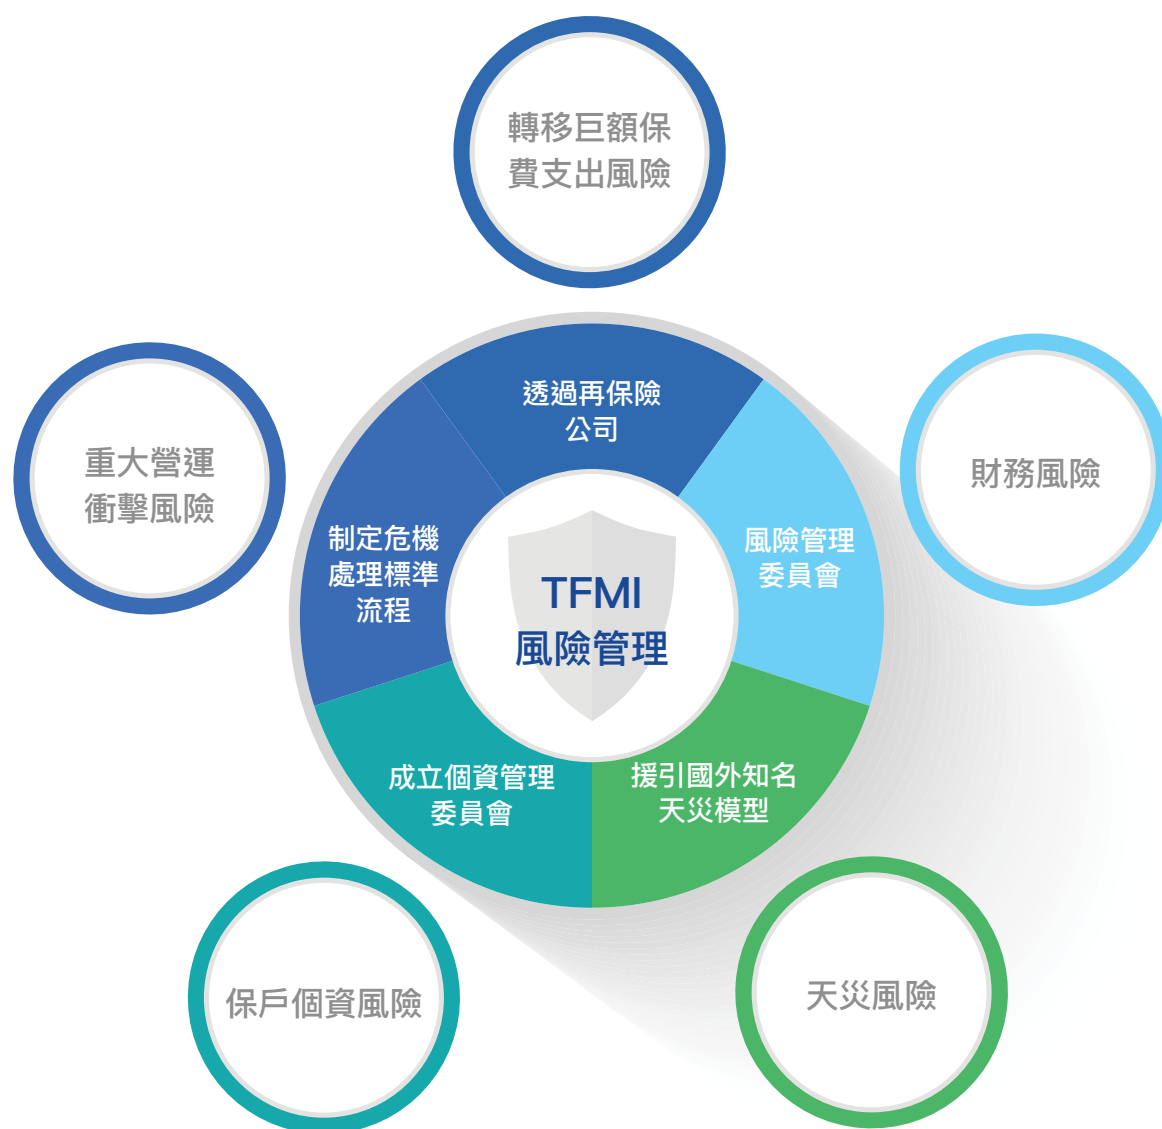 轉移巨額保
費支出風險
透過再保險
公司
重大營運
衝擊風險
財務風險
制定危機
處理標準
流程
風險管理
委員會
TFMI
風險管理
成立個資管理
委員會
援引國外知名
天災模型
保戶個資風險
天災風險